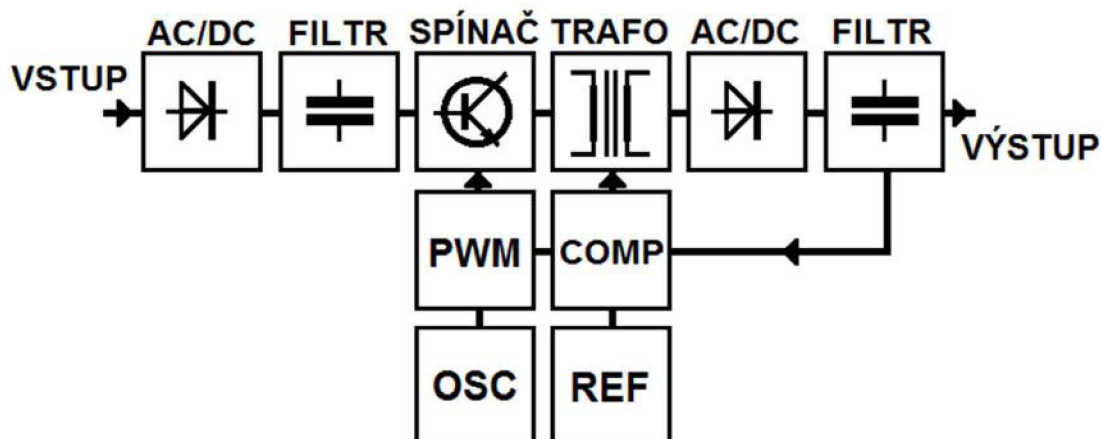 AC/DC FILTR SPÍNAČ TRAFO AC/DC FILTR
VSTUP
VÝSTUP
PWM COMP
OSC REF